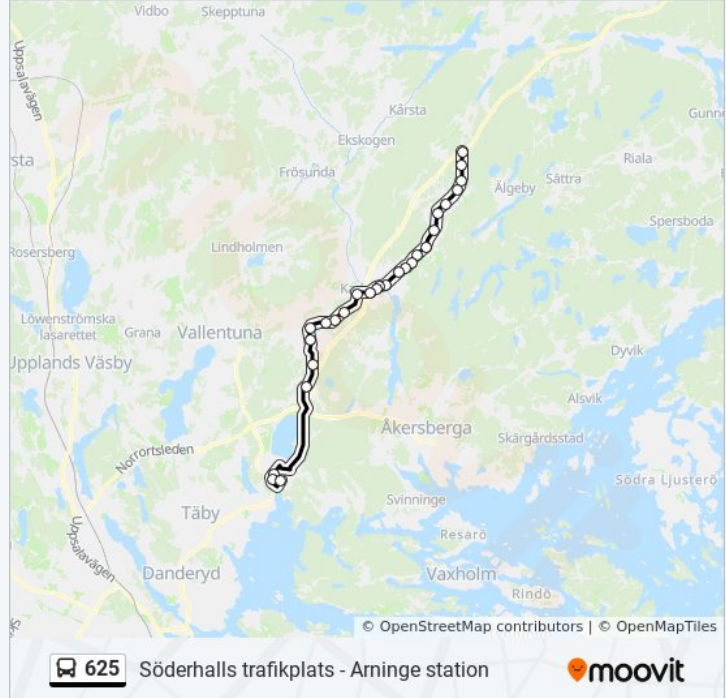 Vidbo
Skepptuna
Uppsalavägen
Kårsta
Gunne
Ekskogen
sta
Riala
Frösunda
Sättra
Älgeby
Spersboda
Lindholmen
Rosersberg
K
Löwenströmska
lasarettet
Grana
Vallentuna
Upplands Väsby
Dyvik
Alsvik
Åkersberga
Skärgårdsstad
Norrortsleden
Södra Ljusterö
Svinninge
Täby
Resarö
Uppsalavägen
Danderyd
Vaxholm
Rindö
© OpenStreetMap contributors | © OpenMapTiles
625 Söderhalls trafikplats - Arninge station moovit